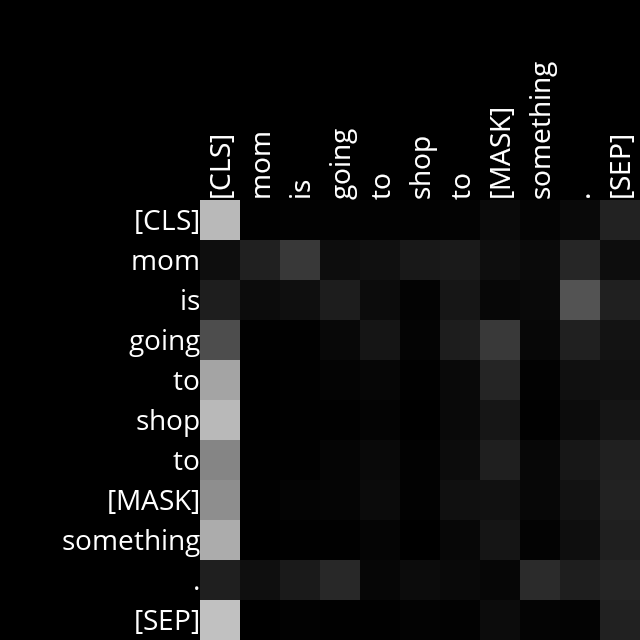 [CLS] mom is going to shop to [MASK] something . [SEP]
[CLS]
mom
is
going
to
shop
to
[MASK]
something
.
[SEP]